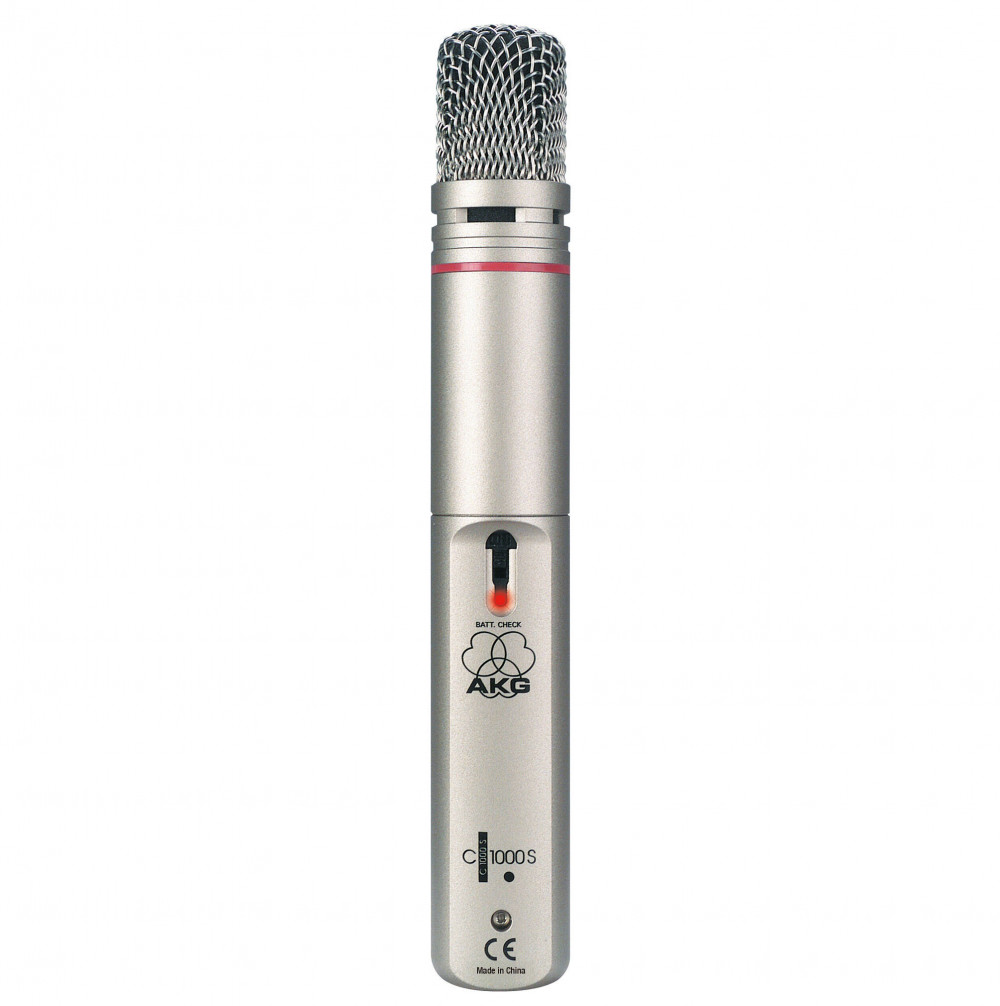 BATT. CHECK
AKG
C 1000 S
C 1000 S
CE
Made in China